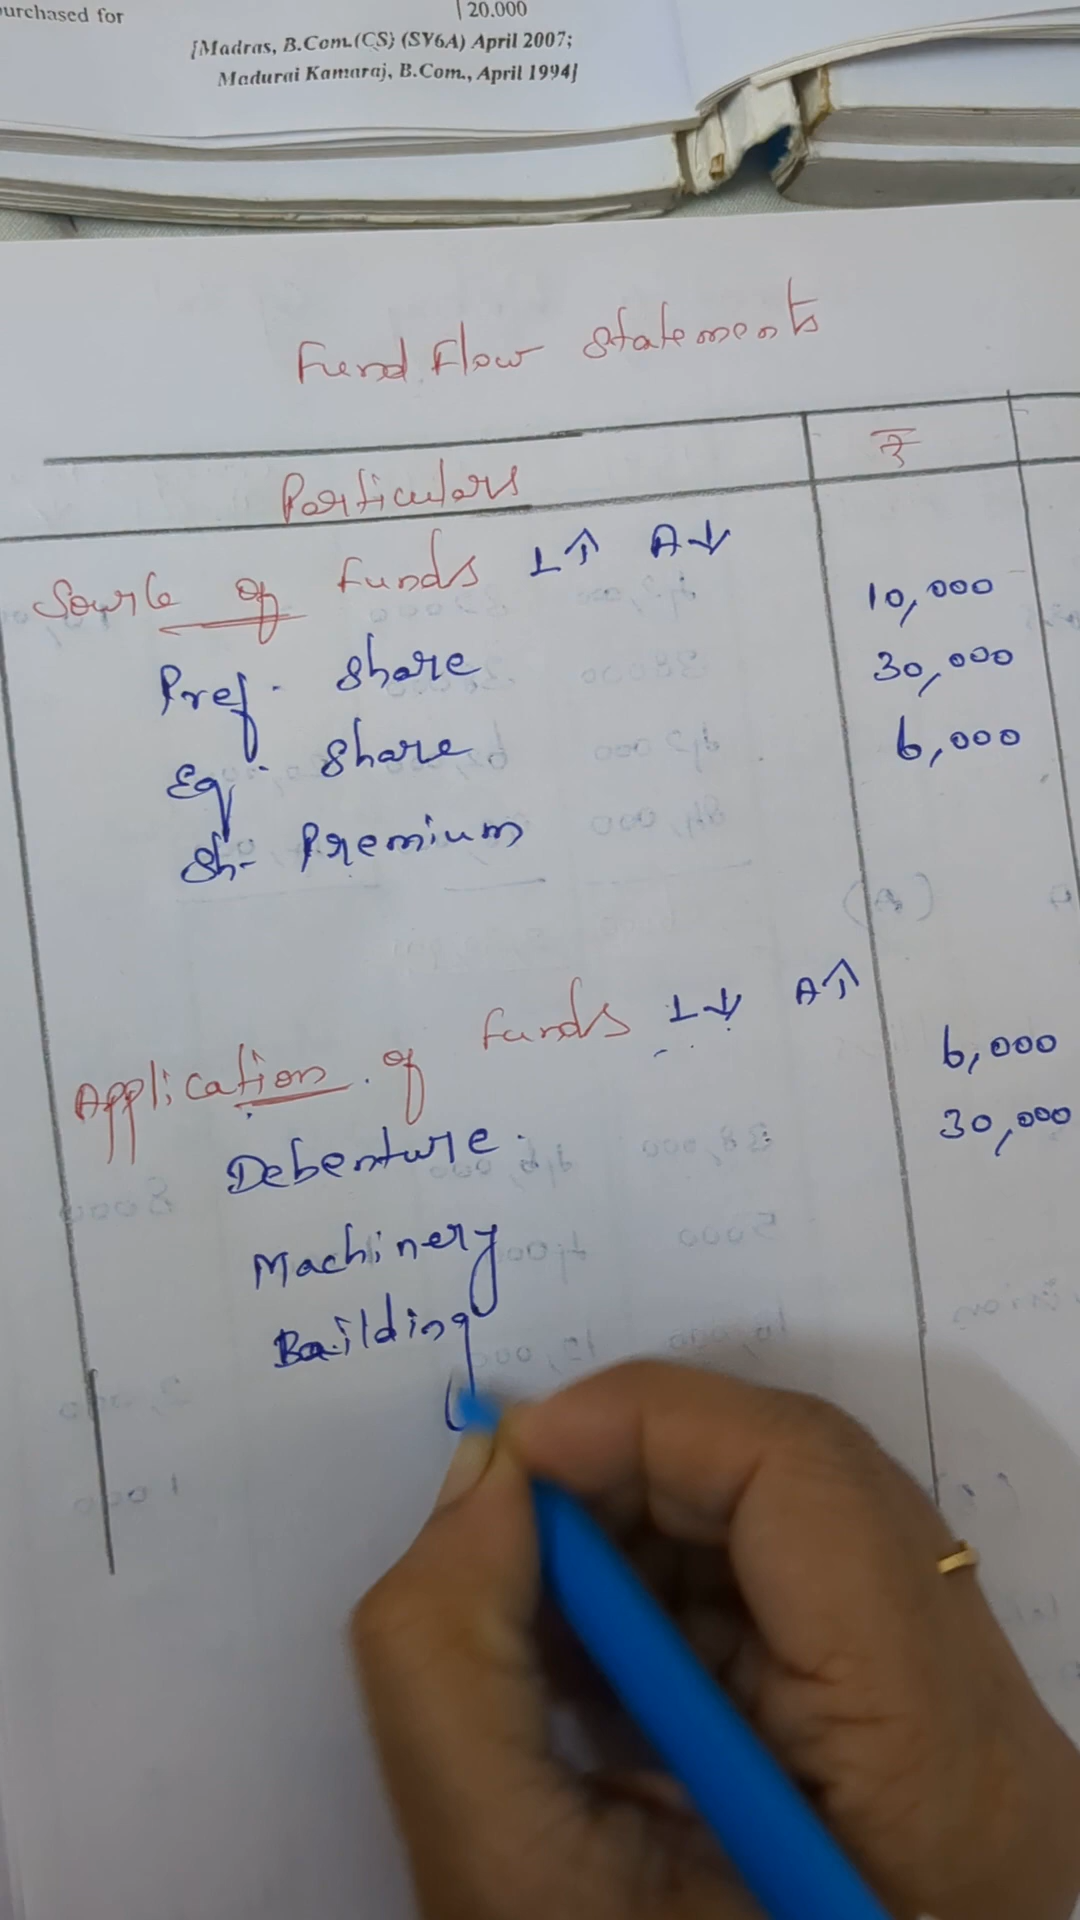 urchased for 20.000
[Madras, B.Com.(CS) (SY6A) April 2007;
Madurai Kamaraj, B.Com., April 1994]
Fund Flow Statements
Particulars ₹
Source of Funds L↑ A↓
Pref. Share 10,000
Eq. Share 30,000
Sh- Premium 6,000
Application of Funds L↓ A↑
Debenture. 6,000
Machinery 30,000
Building